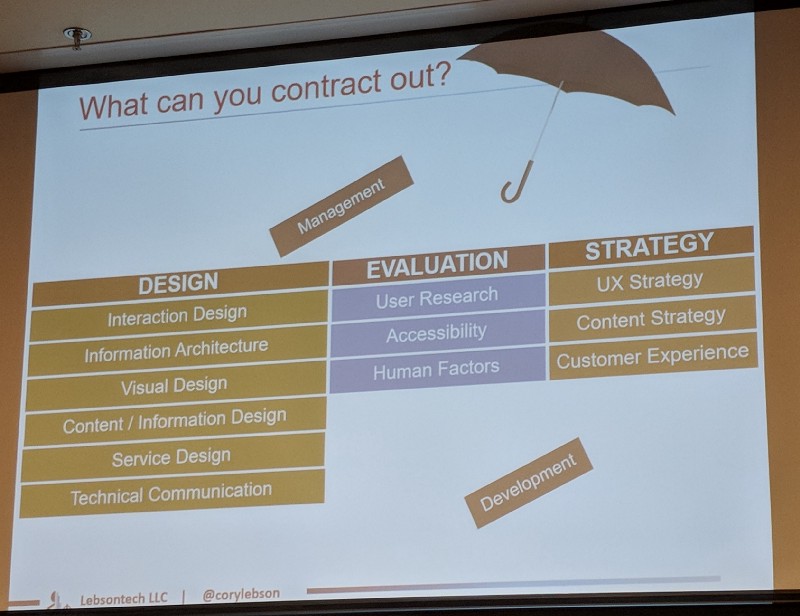 What can you contract out?
Management
DESIGN
Interaction Design
Information Architecture
Visual Design
Content / Information Design
Service Design
Technical Communication
EVALUATION
User Research
Accessibility
Human Factors
STRATEGY
UX Strategy
Content Strategy
Customer Experience
Development
Lebsontech LLC | @corylebson